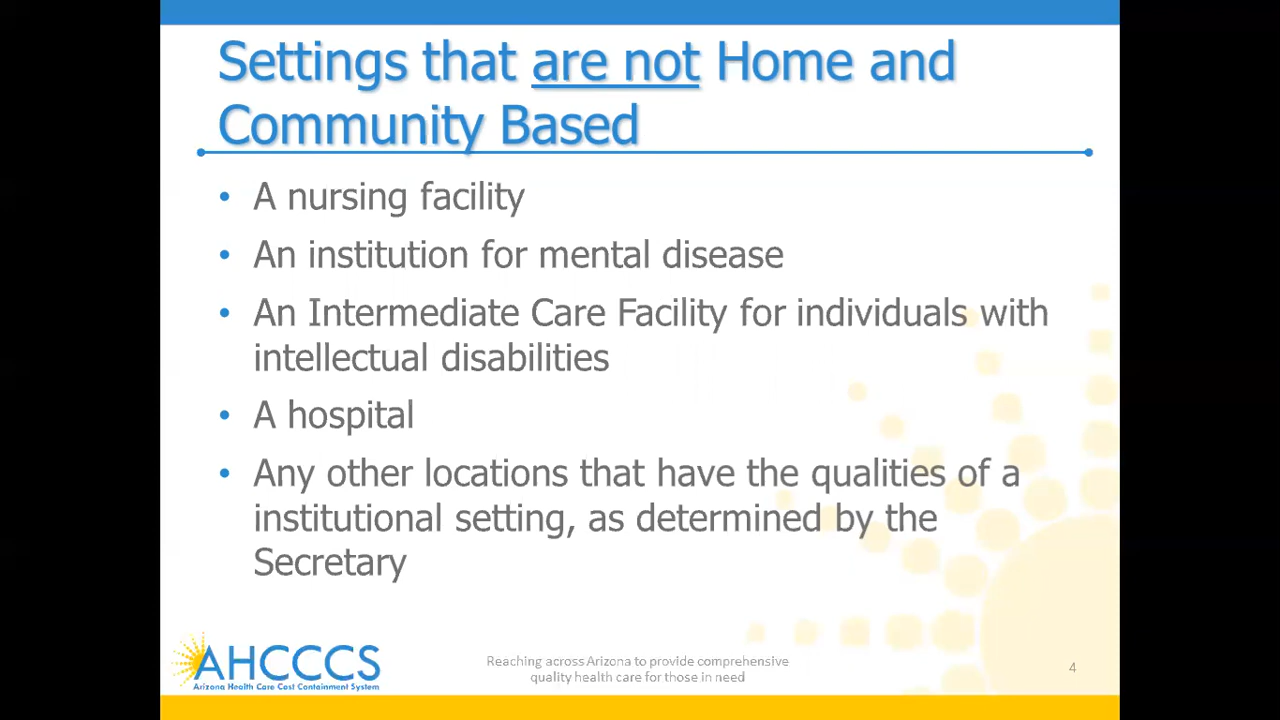 Settings that are not Home and
Community Based
• A nursing facility
• An institution for mental disease
• An Intermediate Care Facility for individuals with
intellectual disabilities
• A hospital
• Any other locations that have the qualities of a
institutional setting, as determined by the
Secretary
AHCCCS
Arizona Health Care Cost Containment System
Reaching across Arizona to provide comprehensive
quality health care for those in need
4